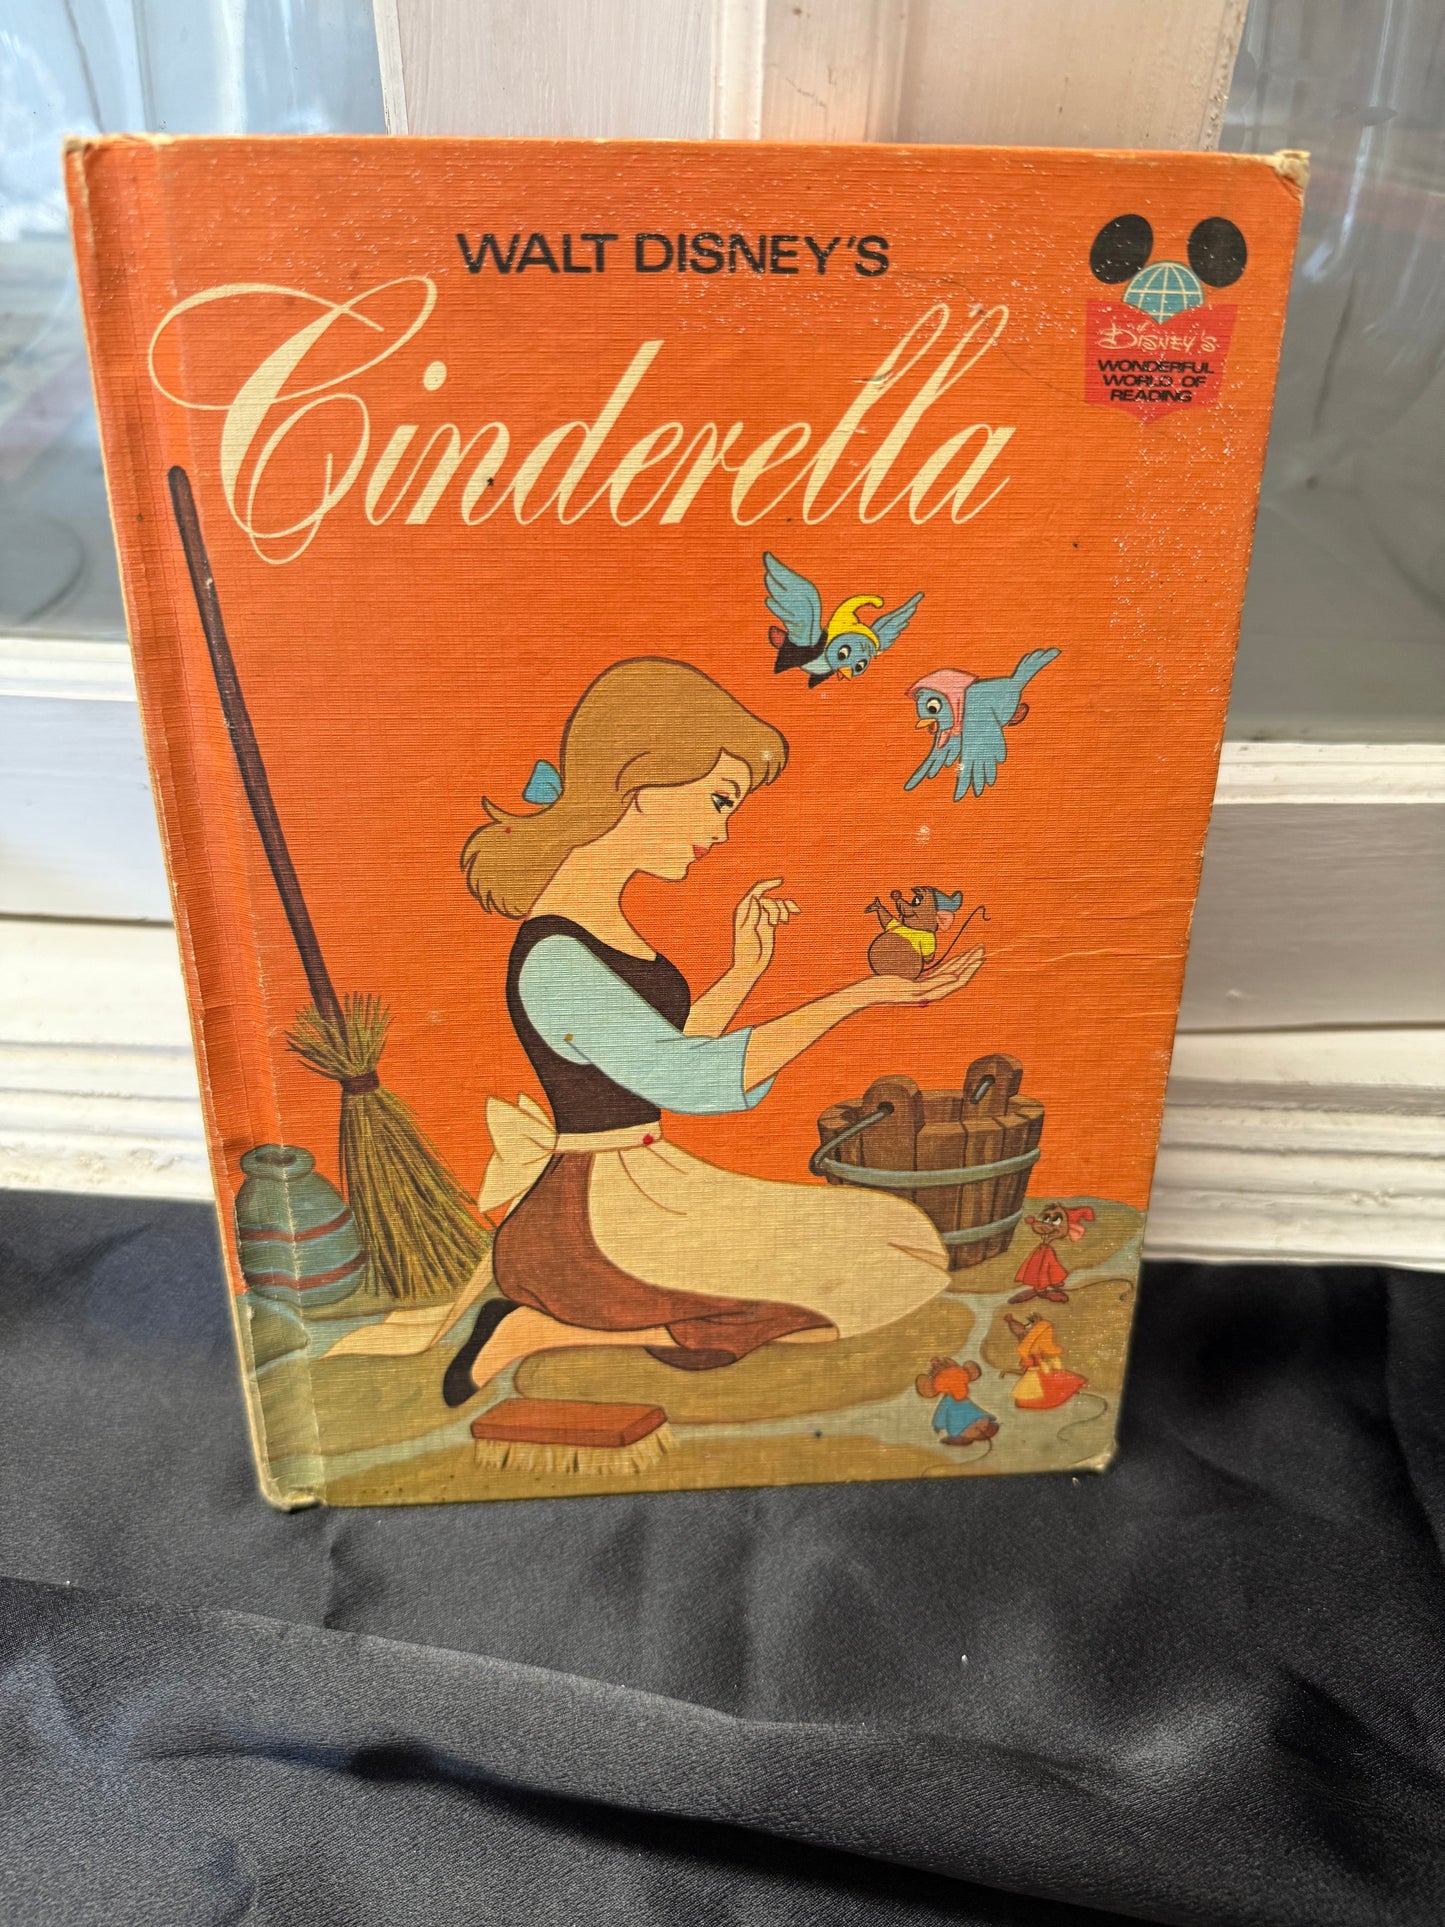 WALT DISNEY'S
Cinderella
DISNEY'S
WONDERFUL
WORLD OF
READING